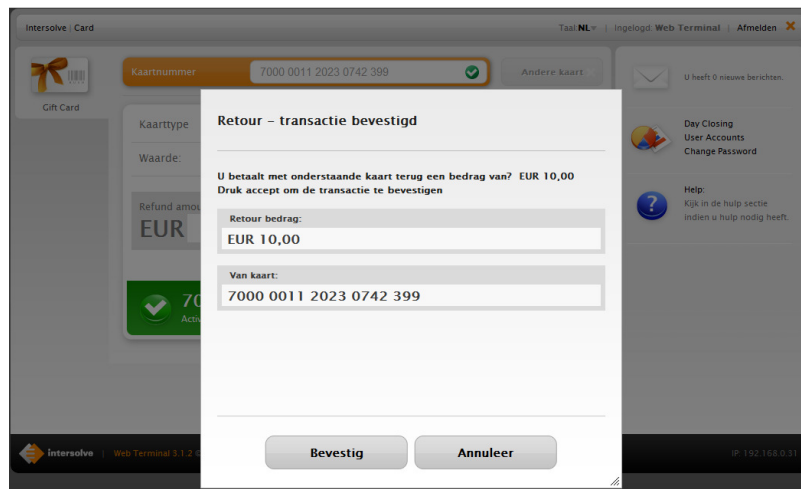 Intersolve | Card
Taal:NL | Ingelogd: Web Terminal | Afmelden
Kaartnummer
7000 0011 2023 0742 399
Andere kaart
Gift Card
U heeft 0 nieuwe berichten.
Kaarttype
Waarde:
Refund amou
EUR
70
Activ
Retour - transactie bevestigd
U betaalt met onderstaande kaart terug een bedrag van? EUR 10,00
Druk accept om de transactie te bevestigen
Retour bedrag:
EUR 10,00
Van kaart:
7000 0011 2023 0742 399
Bevestig
Annuleer
Day Closing
User Accounts
Change Password
Help:
Kijk in de hulp sectie
indien u hulp nodig heeft.
intersolve | Web Terminal 3.1.2 ©
IP 192.168.0.31